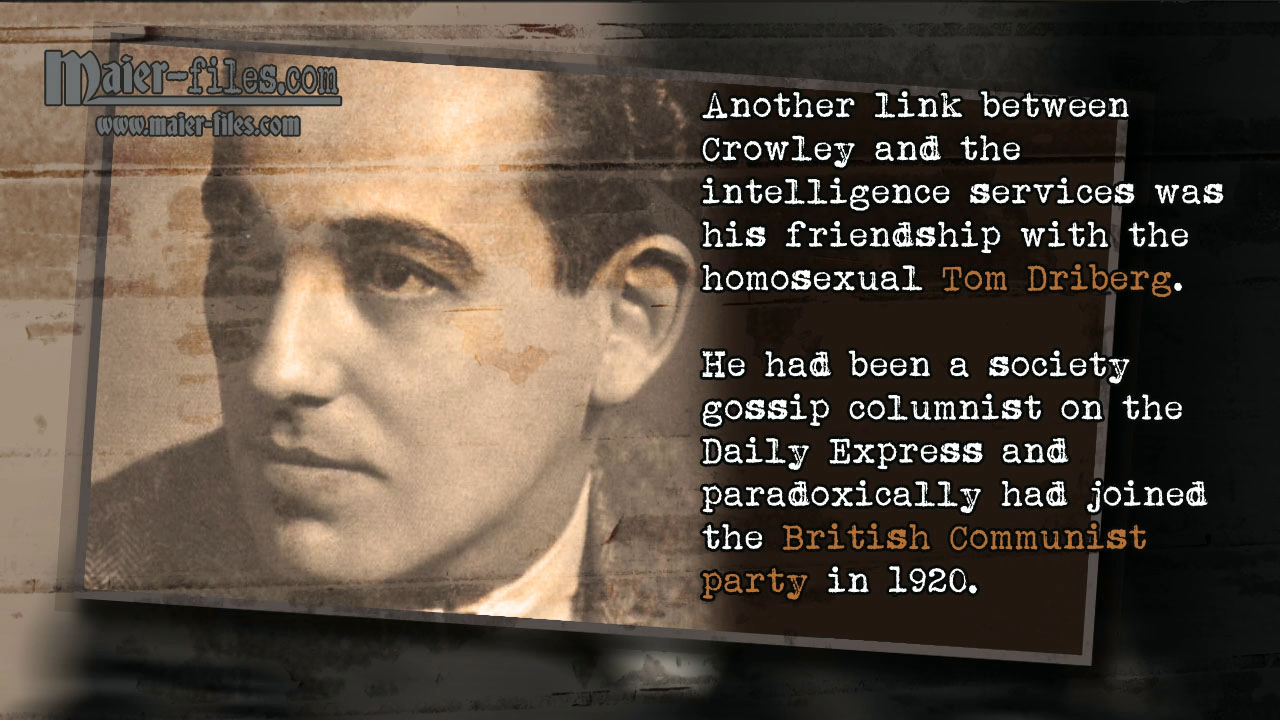 Maier-files.com
www.maier-files.com
Another link between
Crowley and the
intelligence services was
his friendship with the
homosexual Tom Driberg.
He had been a society
gossip columnist on the
Daily Express and
paradoxically had joined
the British Communist
party in 1920.